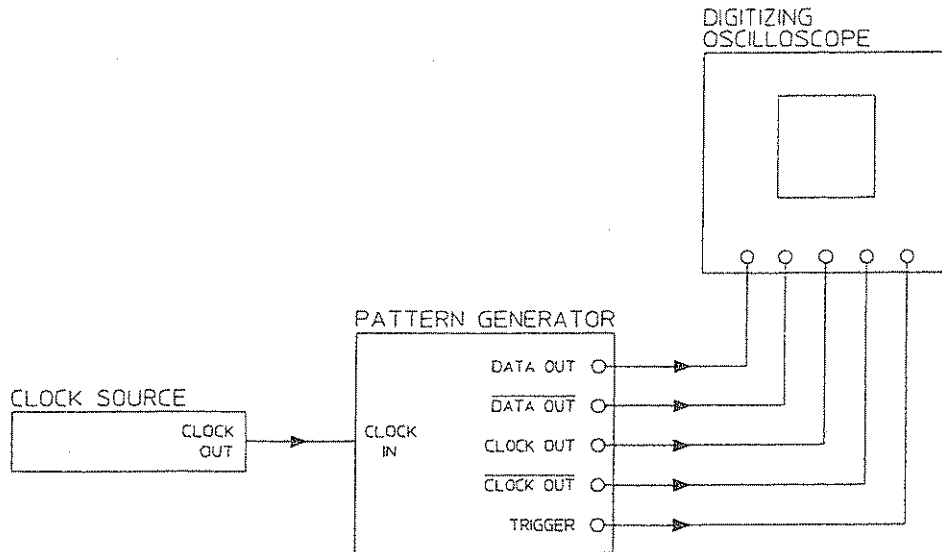 DIGITIZING
OSCILLOSCOPE
PATTERN GENERATOR
DATA OUT
DATA OUT
CLOCK OUT
CLOCK OUT
TRIGGER
CLOCK
IN
CLOCK SOURCE
CLOCK
OUT